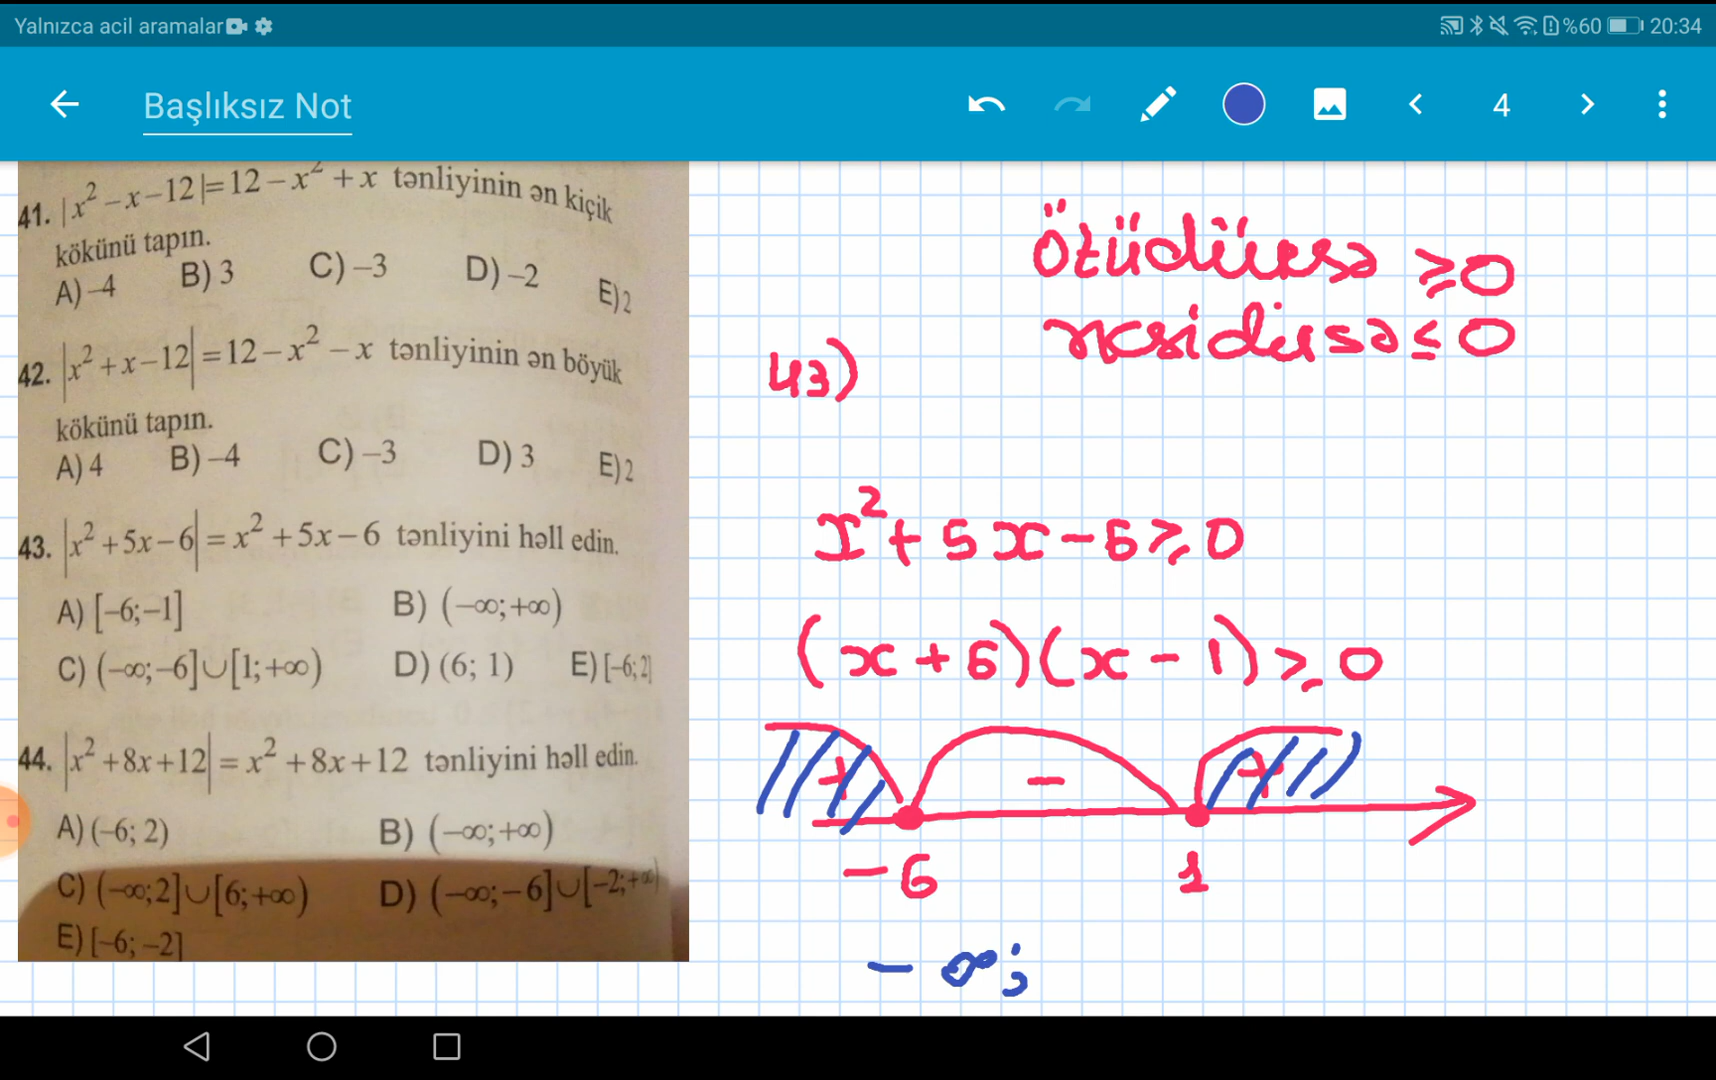 Yalnızca acil aramalar
%60 20:34
Başlıksız Not
4
41. |x² − x − 12| = 12 − x² + x tənliyinin ən kiçik
kökünü tapın.
A) −4 B) 3 C) −3 D) −2 E) 2
42. |x² + x − 12| = 12 − x² − x tənliyinin ən böyük
kökünü tapın.
A) 4 B) −4 C) −3 D) 3 E) 2
43. |x² + 5x − 6| = x² + 5x − 6 tənliyini həll edin.
A) [−6; −1] B) (−∞; +∞)
C) (−∞; −6] ∪ [1; +∞) D) (6; 1) E) [−6; 2]
44. |x² + 8x + 12| = x² + 8x + 12 tənliyini həll edin.
A) (−6; 2) B) (−∞; +∞)
C) (−∞; 2] ∪ [6; +∞) D) (−∞; −6] ∪ [−2; +∞)
E) [−6; −2]
ötüdüürsə ≥ 0
≤ 0
43)
x² + 5x − 6 ≥ 0
(x + 6)(x − 1) ≥ 0
+ − +
−6 1
−∞;